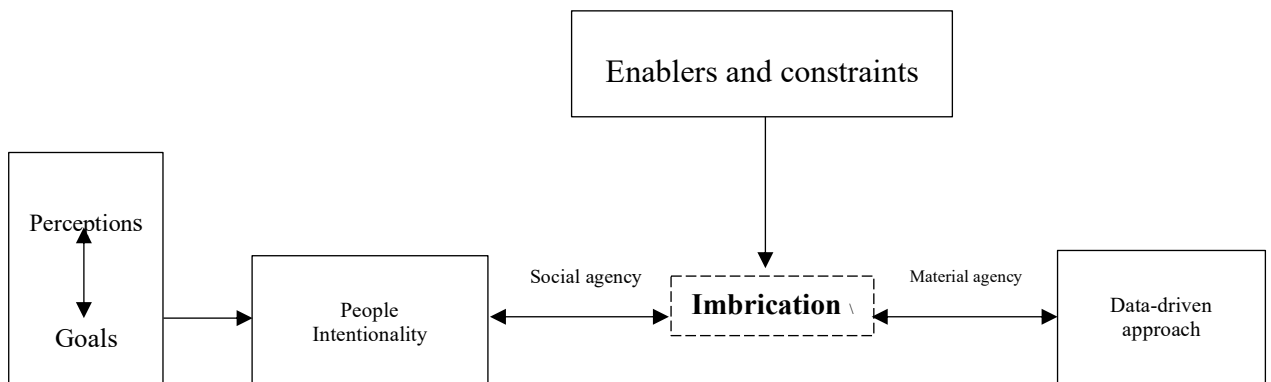 Enablers and constraints
Perceptions
Goals
People
Intentionality
Social agency
Imbrication \
Material agency
Data-driven
approach